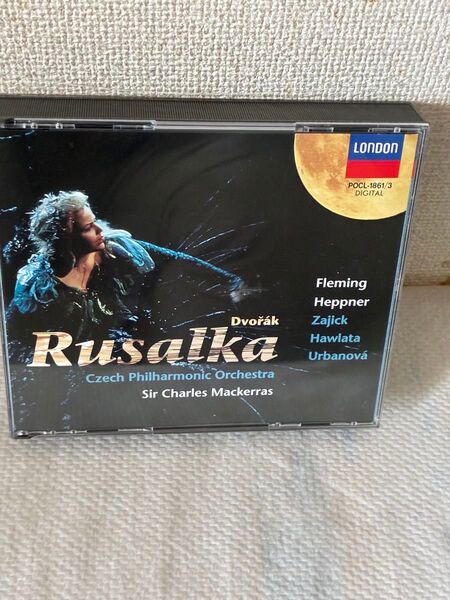 LONDON
POCL-1861/3
DIGITAL
Fleming
Heppner
Zajick
Hawlata
Urbanová
Dvořák
Rusalka
Czech Philharmonic Orchestra
Sir Charles Mackerras